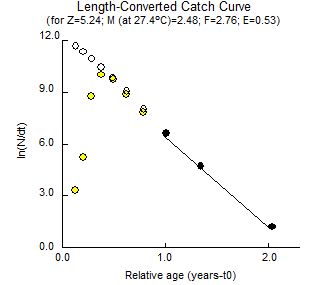 Length-Converted Catch Curve
(for Z=5.24; M (at 27.4ºC)=2.48; F=2.76; E=0.53)
12.0
9.0
ln(N/dt)
6.0
3.0
0.0
0.0 1.0 2.0
Relative age (years-t0)